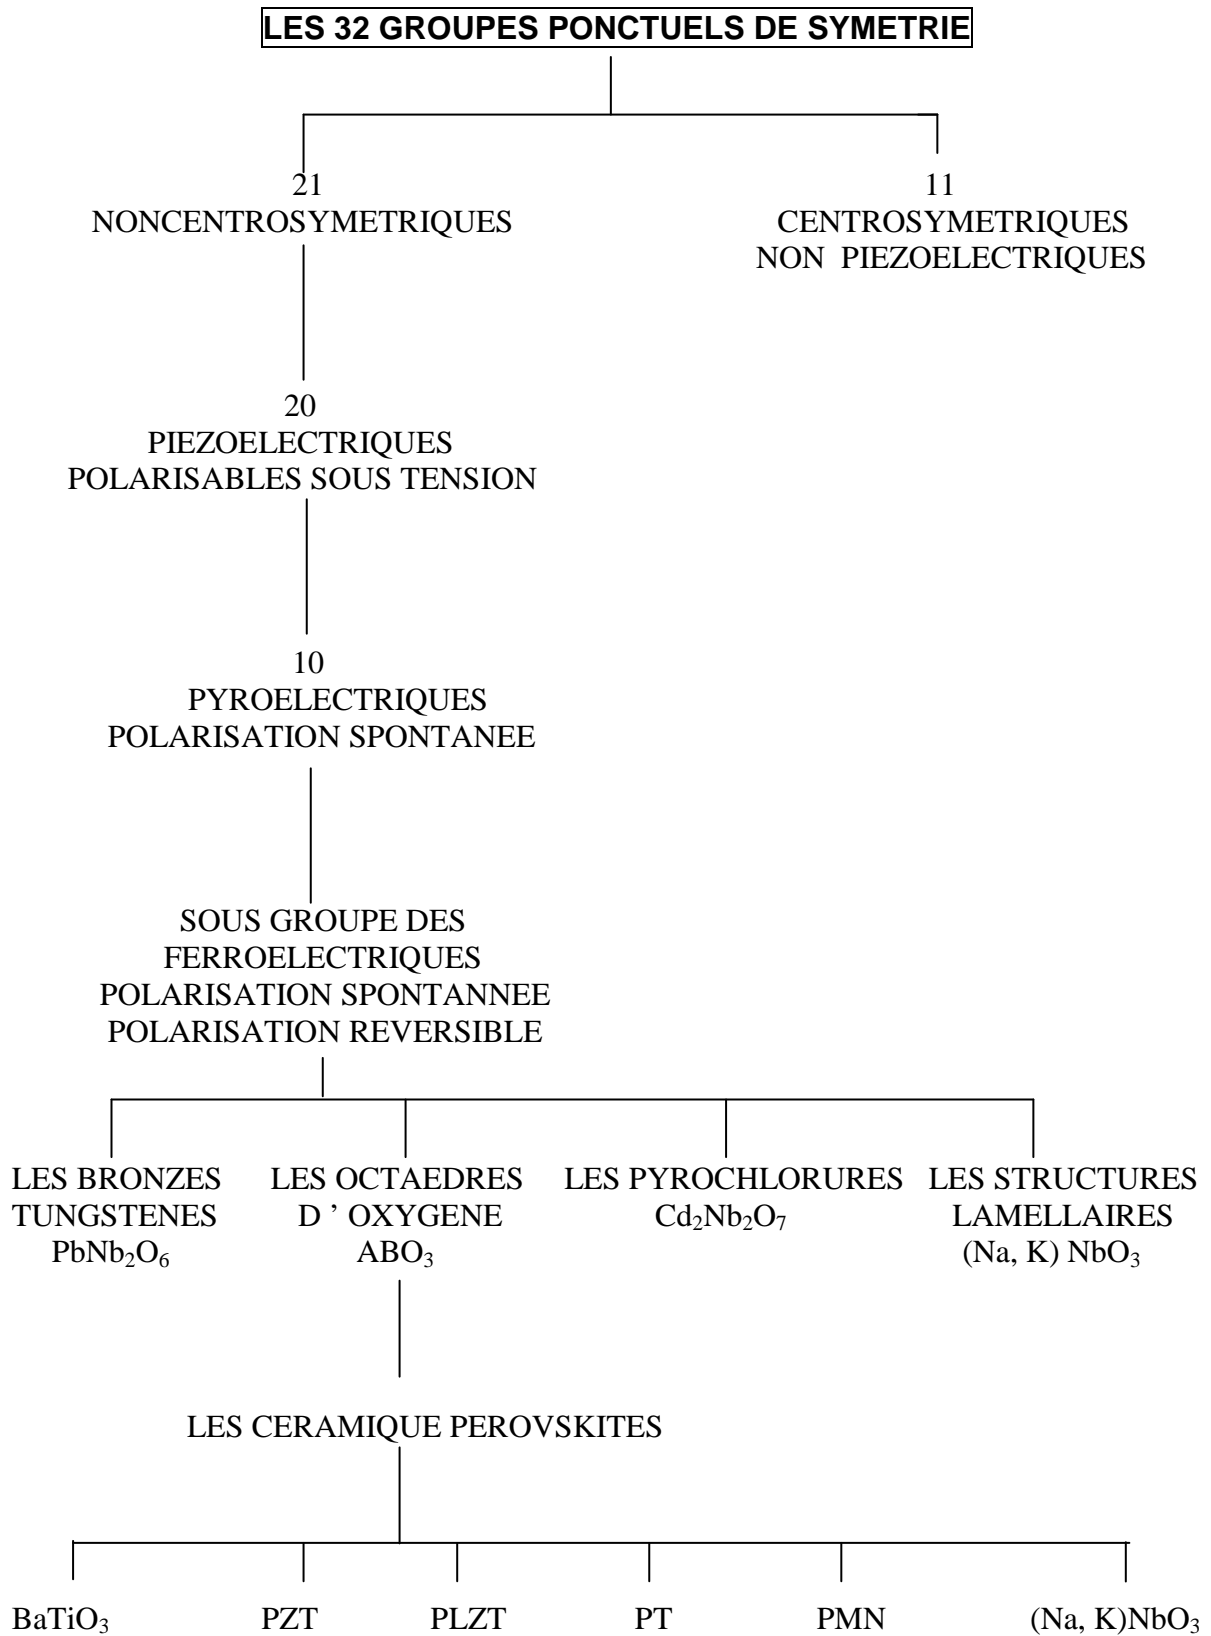 LES 32 GROUPES PONCTUELS DE SYMETRIE
21
NONCENTROSYMETRIQUES
11
CENTROSYMETRIQUES
NON PIEZOELECTRIQUES
20
PIEZOELECTRIQUES
POLARISABLES SOUS TENSION
10
PYROELECTRIQUES
POLARISATION SPONTANEE
SOUS GROUPE DES
FERROELECTRIQUES
POLARISATION SPONTANNEE
POLARISATION REVERSIBLE
LES BRONZES
TUNGSTENES
PbNb₂O₆
LES OCTAEDRES
D ’ OXYGENE
ABO₃
LES PYROCHLORURES
Cd₂Nb₂O₇
LES STRUCTURES
LAMELLAIRES
(Na, K) NbO₃
LES CERAMIQUE PEROVSKITES
BaTiO₃
PZT
PLZT
PT
PMN
(Na, K)NbO₃